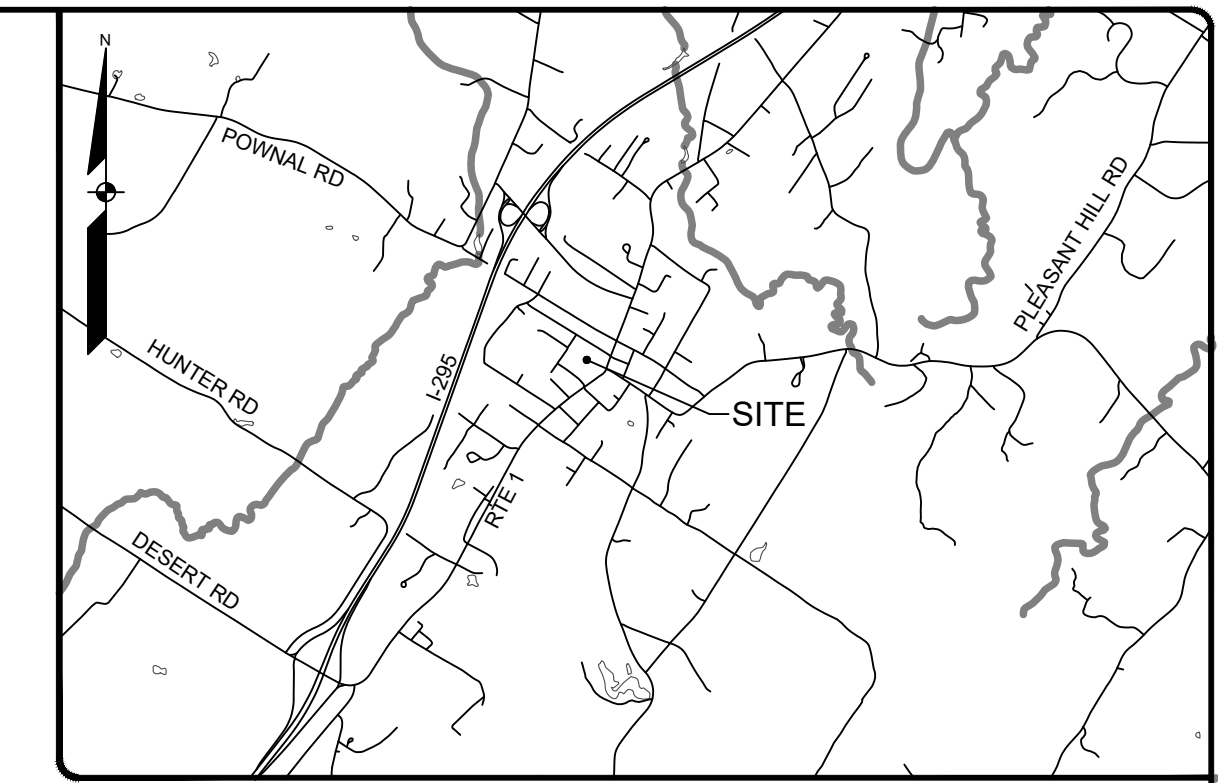 N
POWNAL RD
PLEASANT HILL RD
HUNTER RD
I-295
SITE
RTE 1
DESERT RD